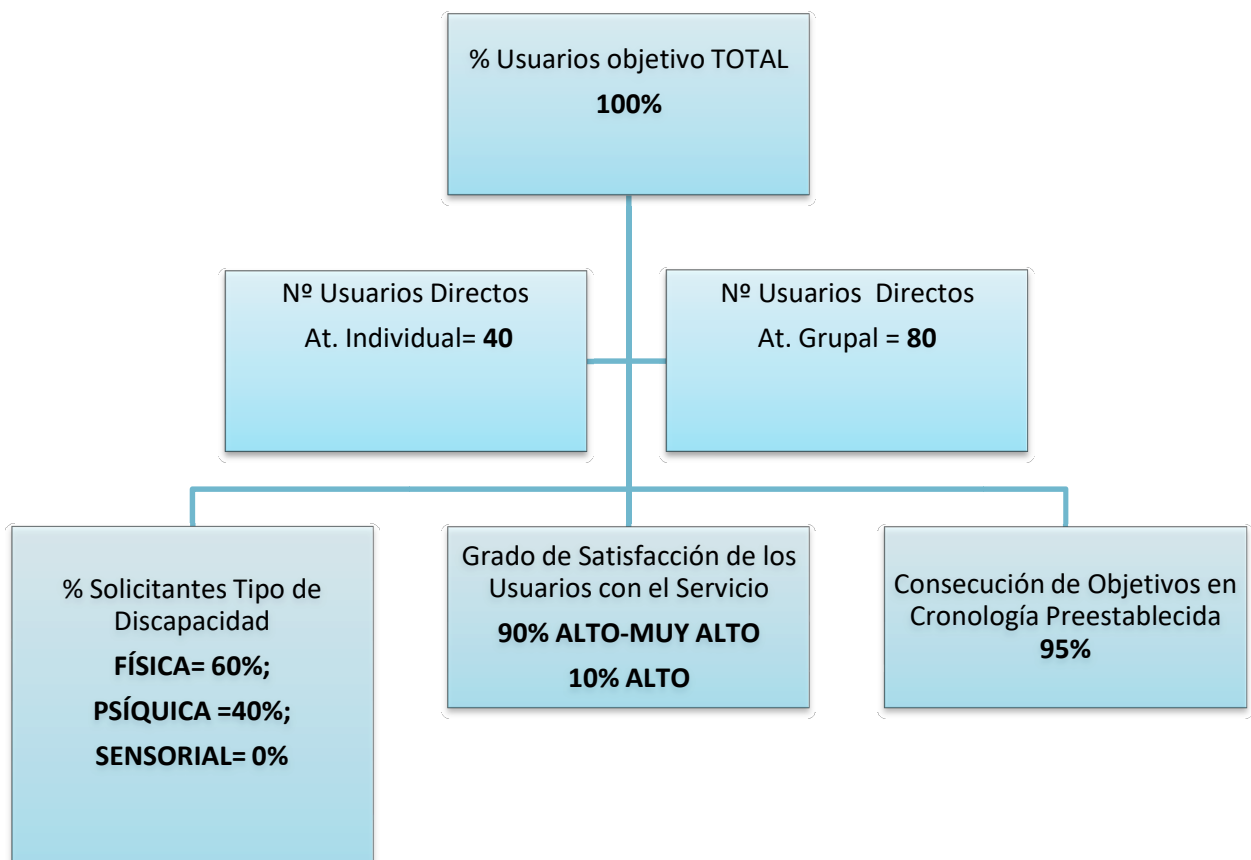 % Usuarios objetivo TOTAL
100%
Nº Usuarios Directos
At. Individual= 40
Nº Usuarios  Directos
At. Grupal = 80
% Solicitantes Tipo de
Discapacidad
FÍSICA= 60%;
PSÍQUICA =40%;
SENSORIAL= 0%
Grado de Satisfacción de los
Usuarios con el Servicio
90% ALTO-MUY ALTO
10% ALTO
Consecución de Objetivos en
Cronología Preestablecida
95%